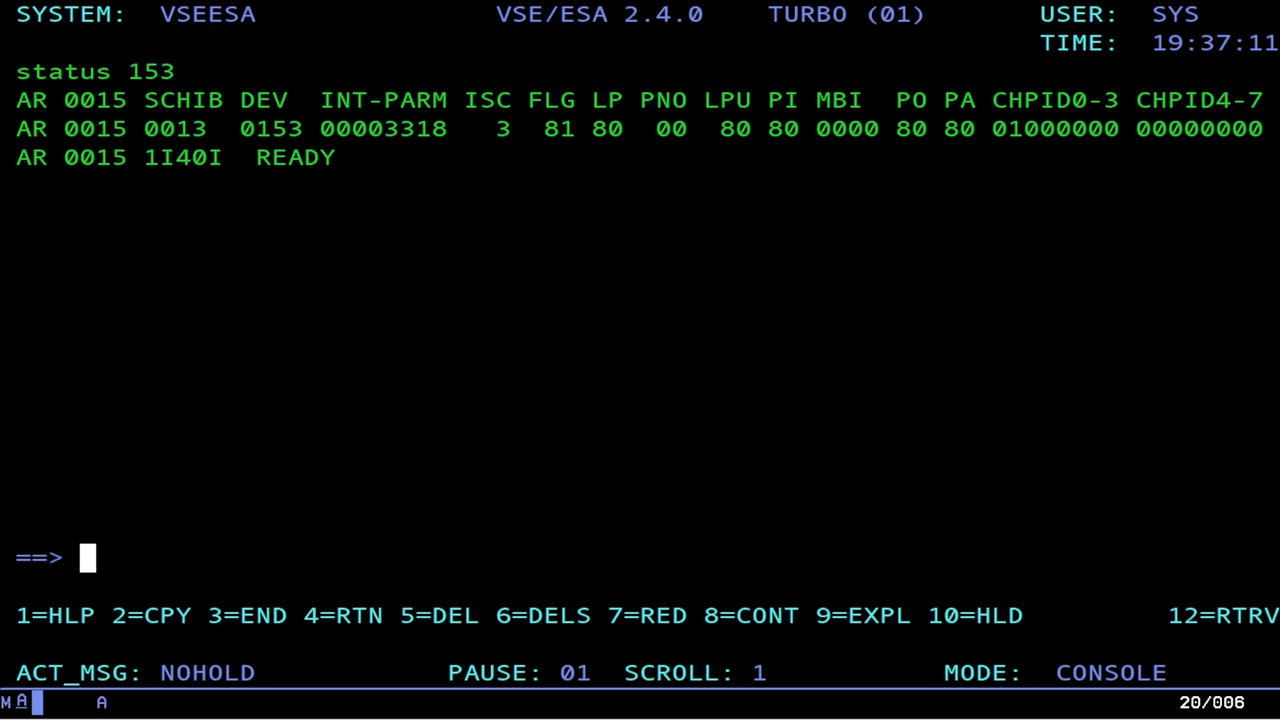 SYSTEM: VSEESA VSE/ESA 2.4.0 TURBO (01) USER: SYS
TIME: 19:37:11
status 153
AR 0015 SCHIB DEV INT-PARM ISC FLG LP PNO LPU PI MBI PO PA CHPID0-3 CHPID4-7
AR 0015 0013 0153 00003318 3 81 80 00 80 80 0000 80 80 01000000 00000000
AR 0015 1I40I READY
==>
1=HLP 2=CPY 3=END 4=RTN 5=DEL 6=DELS 7=RED 8=CONT 9=EXPL 10=HLD 12=RTRV
ACT_MSG: NOHOLD PAUSE: 01 SCROLL: 1 MODE: CONSOLE
M A A 20/006